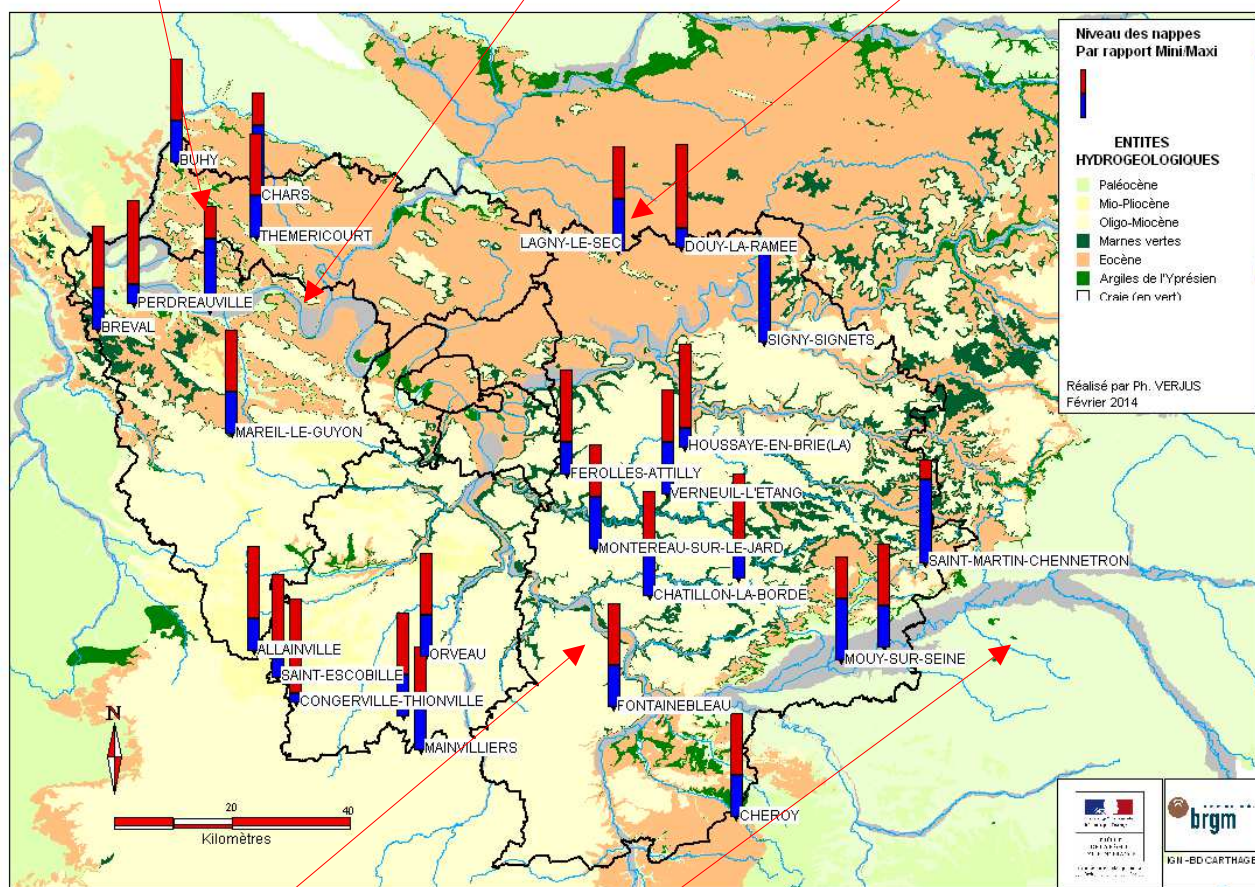 Niveau des nappes
Par rapport Mini/Maxi
ENTITES
HYDROGEOLOGIQUES
Paléocène
Mio-Pliocène
Oligo-Miocène
Marnes vertes
Eocène
Argiles de l'Yprésien
Craie (en vert)
Réalisé par Ph. VERJUS
Février 2014
BUHY
CHARS
THEMERICOURT
LAGNY-LE-SEC
DOUY-LA-RAMEE
PERDREAUVILLE
BREVAL
SIGNY-SIGNETS
MAREIL-LE-GUYON
HOUSSAYE-EN-BRIE(LA)
FEROLLES-ATTILLY
VERNEUIL-L'ETANG
MONTEREAU-SUR-LE-JARD
SAINT-MARTIN-CHENNETRON
CHATILLON-LA-BORDE
ALLAINVILLE
ORVEAU
MOUY-SUR-SEINE
SAINT-ESCOBILLE
CONGERVILLE-THIONVILLE
FONTAINEBLEAU
MAINVILLIERS
N
CHEROY
20
40
Kilomètres
brgm
IGN-BD CARTHAGE